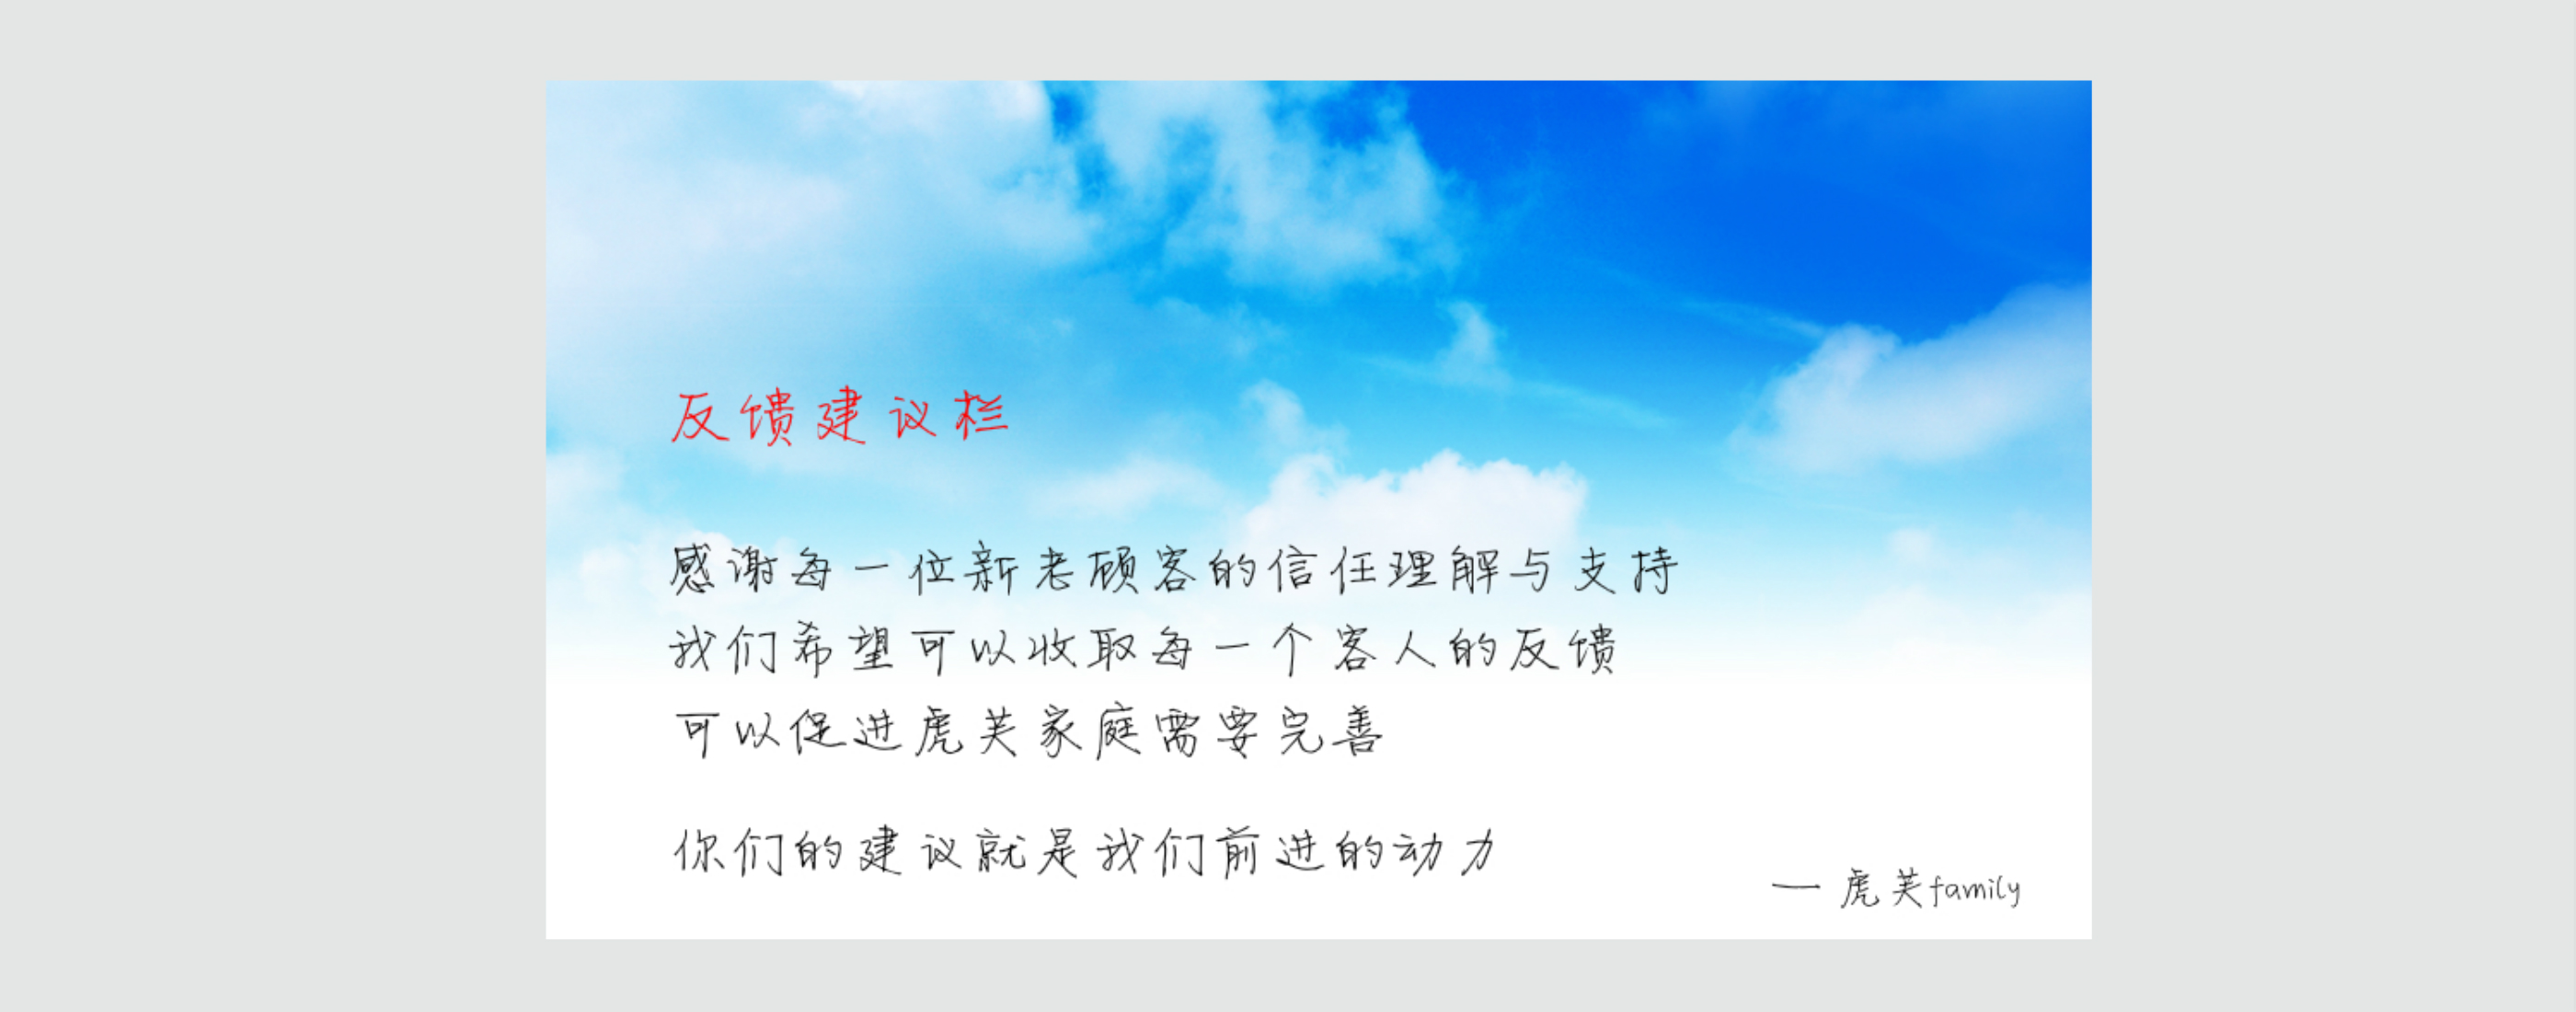 反馈建议栏
感谢每一位新老顾客的信任理解与支持
我们希望可以收取每一个客人的反馈
可以促进虎芙家庭需要完善
你们的建议就是我们前进的动力
— 虎芙family